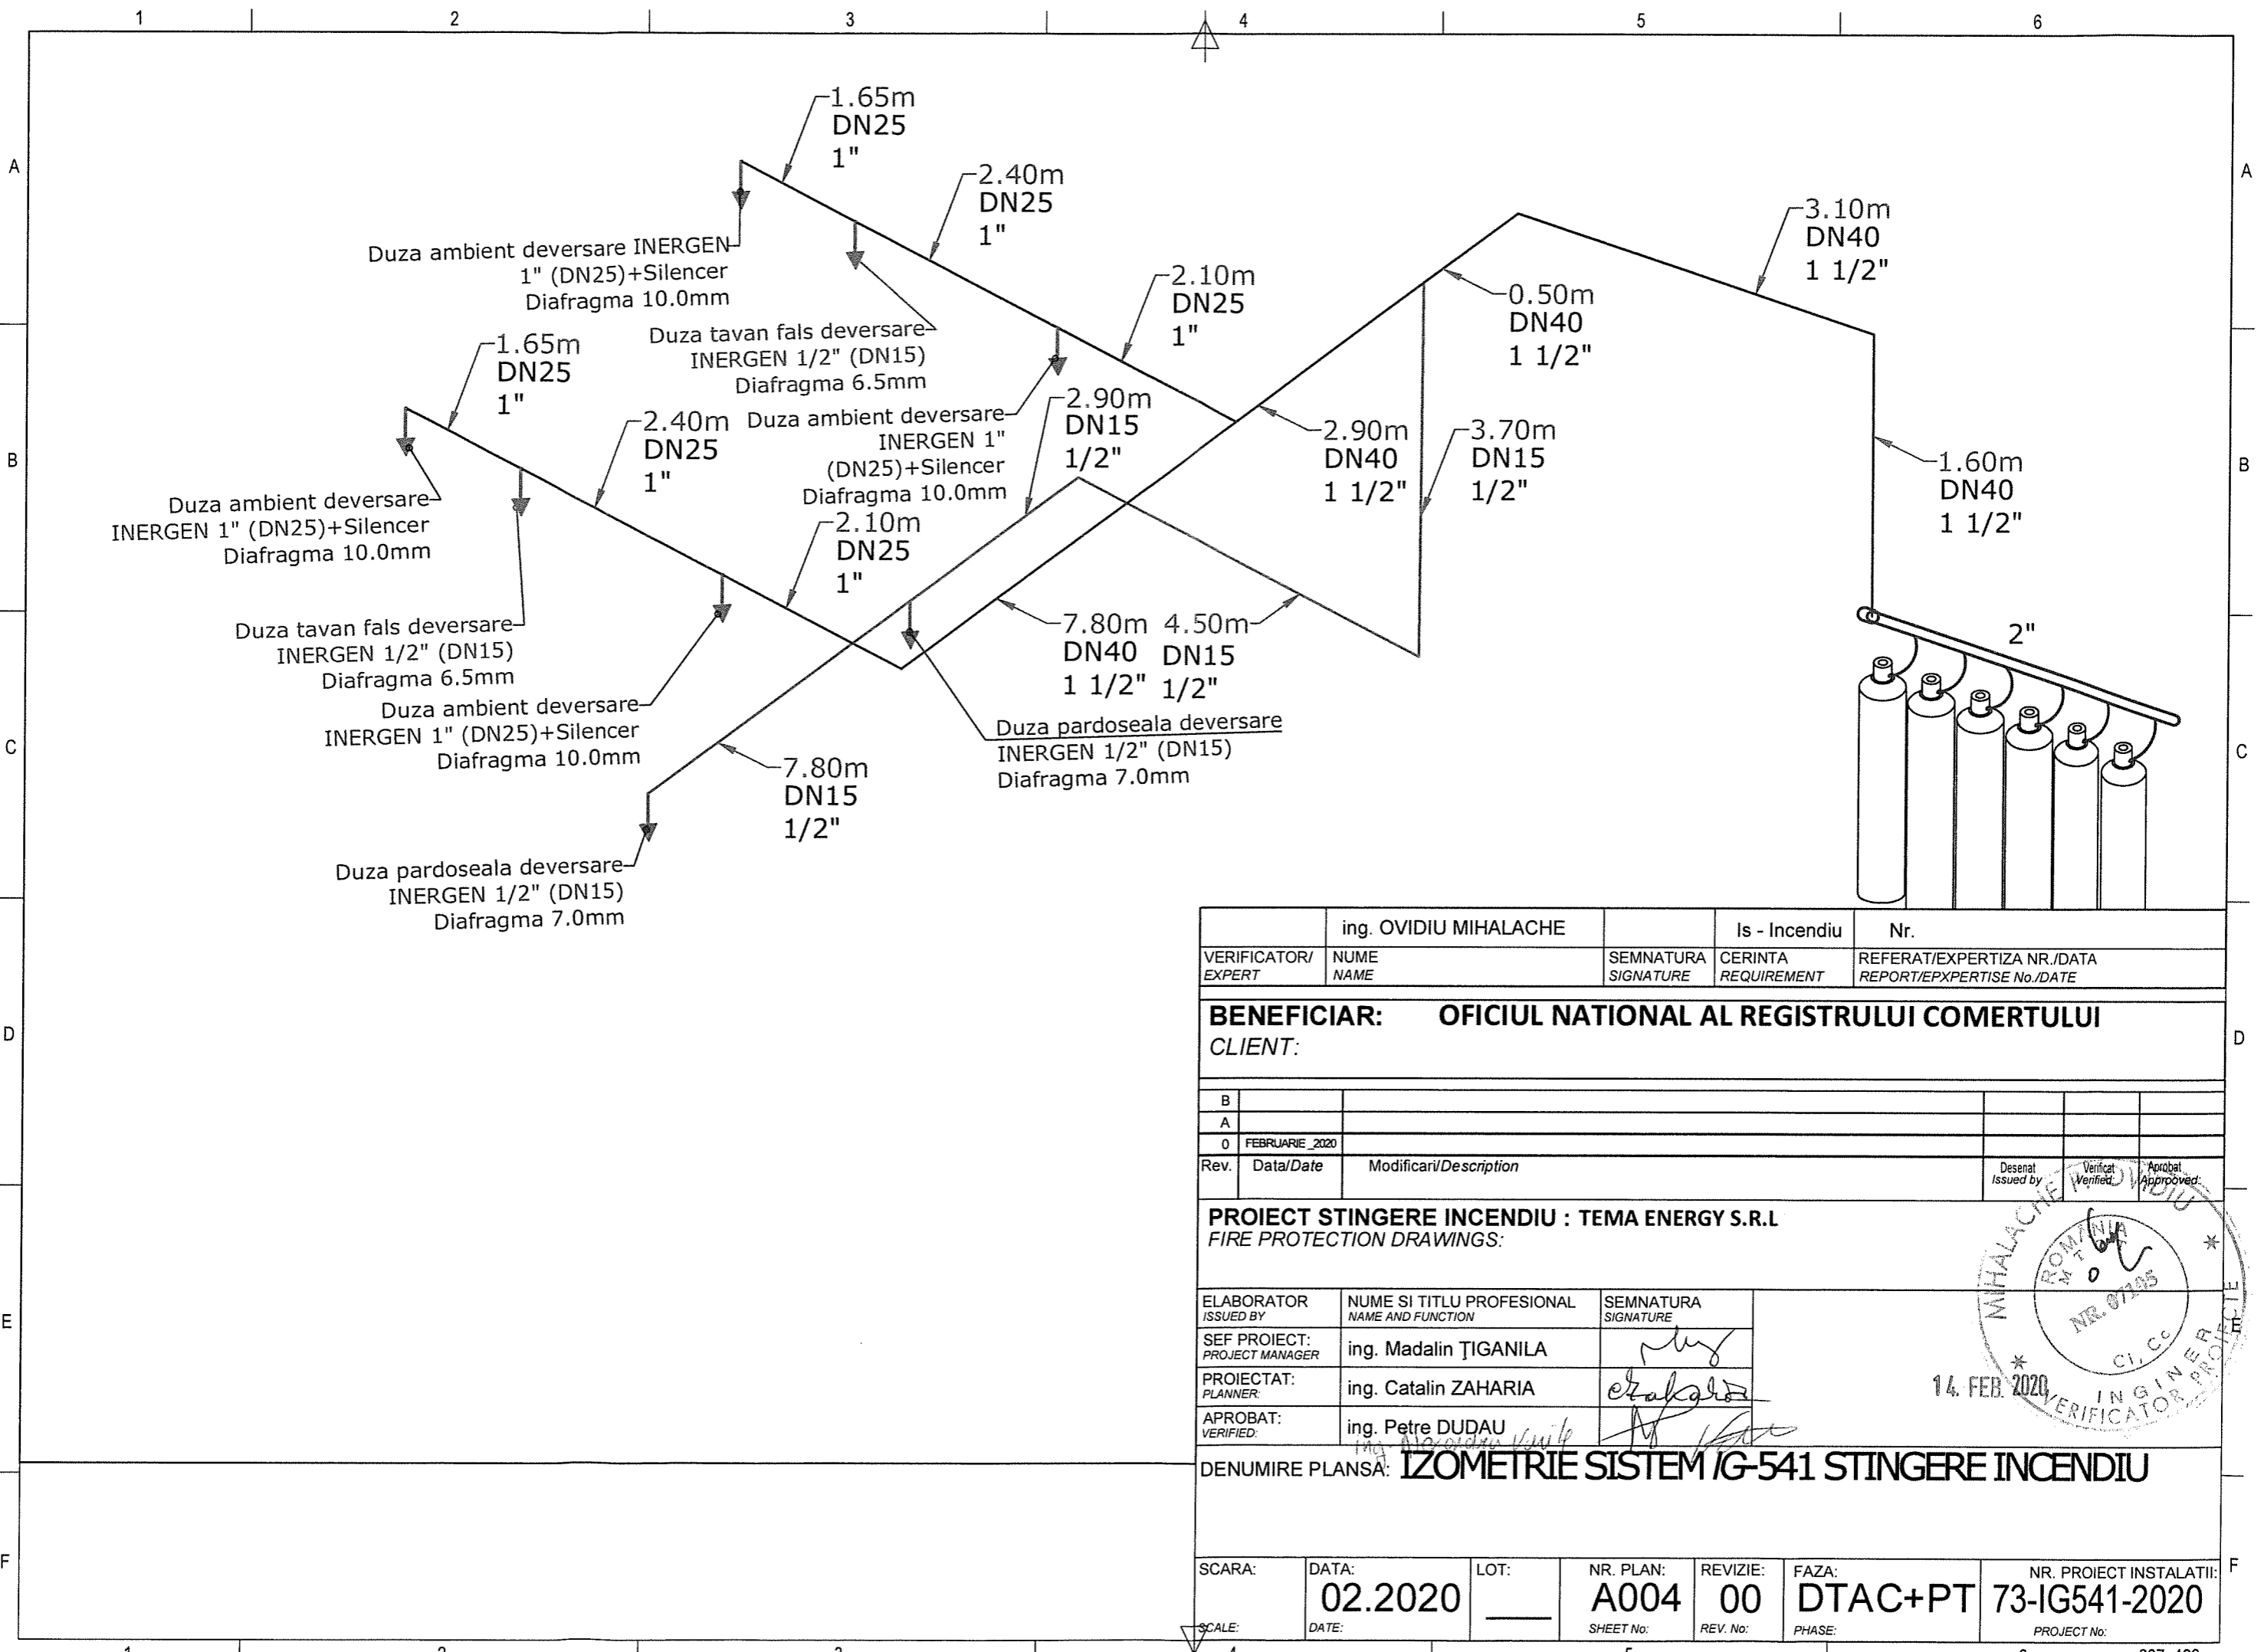 1 2 3 4 5 6
A
B
C
D
E
F
A
B
C
D
E
F
1.65m
DN25
1"
2.40m
DN25
1"
2.10m
DN25
1"
3.10m
DN40
1 1/2"
0.50m
DN40
1 1/2"
Duza ambient deversare INERGEN
1" (DN25)+Silencer
Diafragma 10.0mm
Duza tavan fals deversare
INERGEN 1/2" (DN15)
Diafragma 6.5mm
Duza ambient deversare
INERGEN 1"
(DN25)+Silencer
Diafragma 10.0mm
1.65m
DN25
1"
2.40m
DN25
1"
2.10m
DN25
1"
2.90m
DN15
1/2"
2.90m
DN40
1 1/2"
3.70m
DN15
1/2"
1.60m
DN40
1 1/2"
2"
Duza ambient deversare
INERGEN 1" (DN25)+Silencer
Diafragma 10.0mm
Duza tavan fals deversare
INERGEN 1/2" (DN15)
Diafragma 6.5mm
Duza ambient deversare
INERGEN 1" (DN25)+Silencer
Diafragma 10.0mm
7.80m
DN40
1 1/2"
4.50m
DN15
1/2"
Duza pardoseala deversare
INERGEN 1/2" (DN15)
Diafragma 7.0mm
7.80m
DN15
1/2"
Duza pardoseala deversare
INERGEN 1/2" (DN15)
Diafragma 7.0mm
ing. OVIDIU MIHALACHE Is - Incendiu Nr.
VERIFICATOR/ NUME SEMNATURA CERINTA REFERAT/EXPERTIZA NR./DATA
EXPERT NAME SIGNATURE REQUIREMENT REPORT/EPXPERTISE No./DATE
BENEFICIAR: OFICIUL NATIONAL AL REGISTRULUI COMERTULUI
CLIENT:
B
A
0 FEBRUARIE_2020
Rev. Data/Date Modificari/Description Desenat Verificat Aprobat
Issued by Verified: Approoved:
PROIECT STINGERE INCENDIU : TEMA ENERGY S.R.L
FIRE PROTECTION DRAWINGS:
ELABORATOR NUME SI TITLU PROFESIONAL SEMNATURA
ISSUED BY NAME AND FUNCTION SIGNATURE
SEF PROIECT: ing. Madalin ŢIGANILA
PROJECT MANAGER
PROIECTAT: ing. Catalin ZAHARIA
PLANNER:
APROBAT: ing. Petre DUDAU
VERIFIED:
MIHALACHE P. OVIDIU
ROMANIA
NR. 07105
Ci, Cc
INGINER
VERIFICATOR PROIECTE
14. FEB. 2020
DENUMIRE PLANSA: IZOMETRIE SISTEM IG-541 STINGERE INCENDIU
SCARA: DATA: LOT: NR. PLAN: REVIZIE: FAZA: NR. PROIECT INSTALATII:
02.2020 A004 00 DTAC+PT 73-IG541-2020
SCALE: DATE: SHEET No: REV. No: PHASE: PROJECT No: